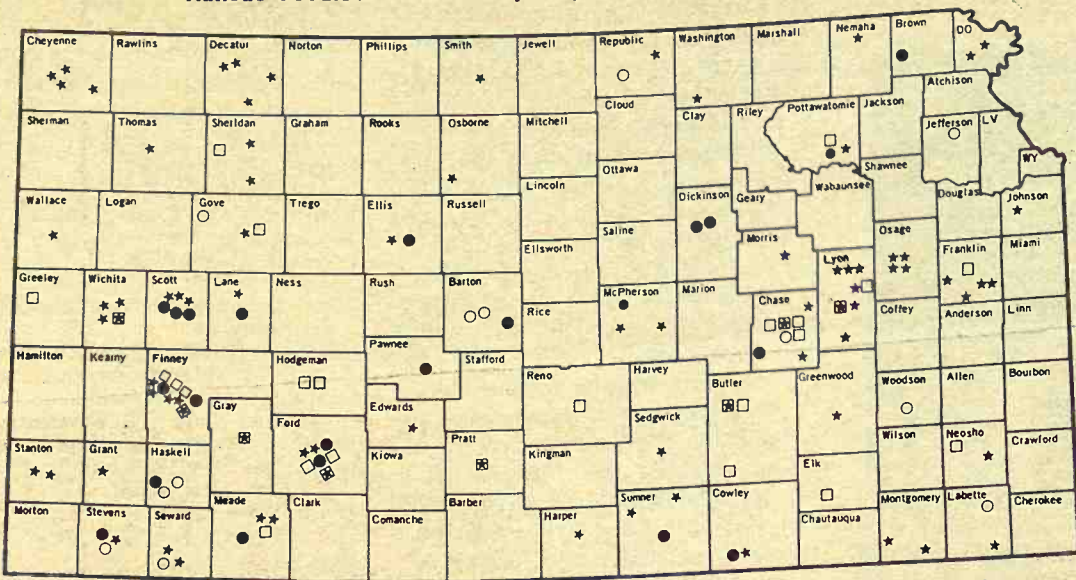 Cheyenne
Rawlins
Decatur
Norton
Phillips
Smith
Jewell
Republic
Washington
Marshall
Nemaha
Brown
DO
Sherman
Thomas
Sheridan
Graham
Rooks
Osborne
Mitchell
Cloud
Clay
Riley
Pottawatomie
Jackson
Atchison
Jefferson
LV
WY
Lincoln
Ottawa
Shawnee
Wallace
Logan
Gove
Trego
Ellis
Russell
Ellsworth
Saline
Dickinson
Geary
Wabaunsee
Douglas
Johnson
Morris
Osage
Lyon
Franklin
Miami
Greeley
Wichita
Scott
Lane
Ness
Rush
Barton
Rice
McPherson
Marion
Chase
Coffey
Anderson
Linn
Hamilton
Kearny
Finney
Hodgeman
Pawnee
Stafford
Reno
Harvey
Butler
Greenwood
Woodson
Allen
Bourbon
Gray
Ford
Edwards
Sedgwick
Stanton
Grant
Haskell
Kiowa
Pratt
Kingman
Elk
Wilson
Neosho
Crawford
Morton
Stevens
Seward
Meade
Clark
Comanche
Barber
Harper
Sumner
Cowley
Chautauqua
Montgomery
Labette
Cherokee